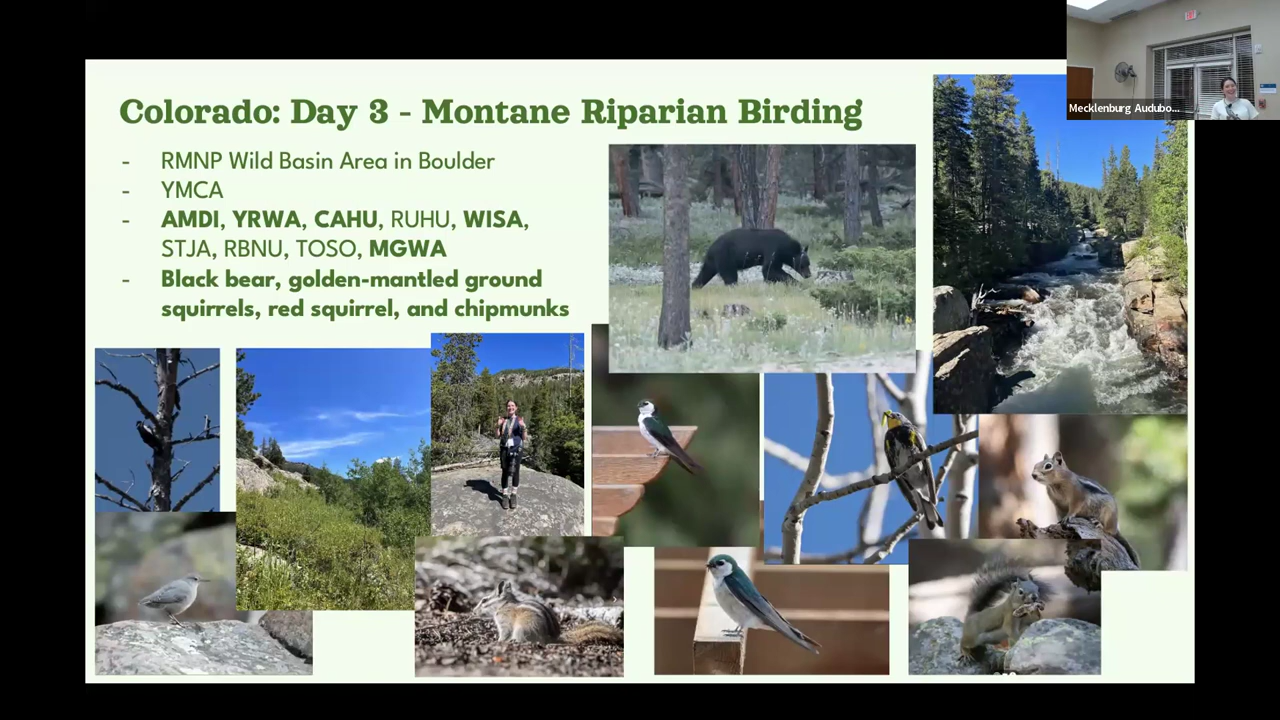 Colorado: Day 3 - Montane Riparian Birding
- RMNP Wild Basin Area in Boulder
- YMCA
- AMDI, YRWA, CAHU, RUHU, WISA,
STJA, RBNU, TOSO, MGWA
- Black bear, golden-mantled ground
squirrels, red squirrel, and chipmunks
Mecklenburg Audubo...